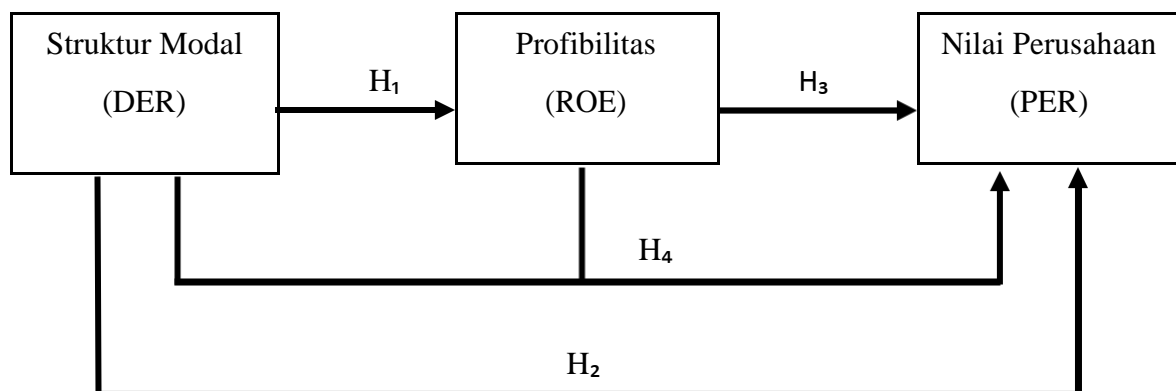 Struktur Modal
(DER)
H₁
Profibilitas
(ROE)
H₃
Nilai Perusahaan
(PER)
H₄
H₂